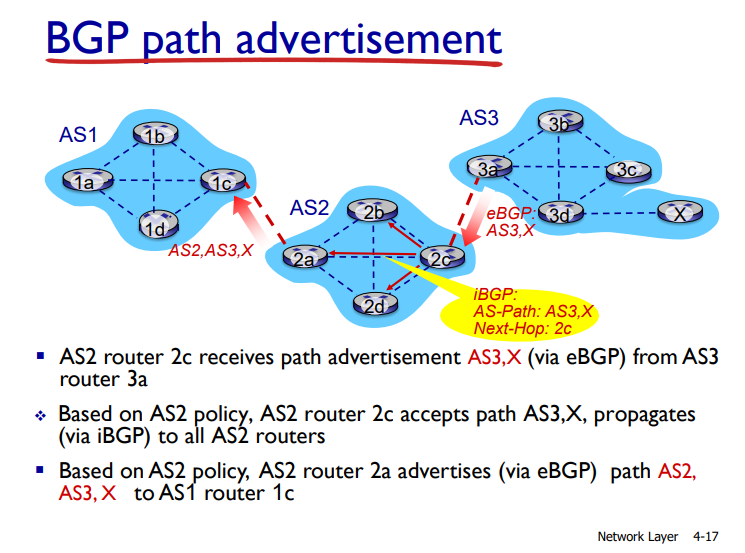 BGP path advertisement
AS1
AS3
1b
3b
1a
1c
3a
3c
AS2
2b
eBGP:
AS3,X
3d
X
1d
AS2,AS3,X
2a
2c
2d
iBGP:
AS-Path: AS3,X
Next-Hop: 2c
▪ AS2 router 2c receives path advertisement AS3,X (via eBGP) from AS3
router 3a
❖ Based on AS2 policy, AS2 router 2c accepts path AS3,X, propagates
(via iBGP) to all AS2 routers
▪ Based on AS2 policy, AS2 router 2a advertises (via eBGP) path AS2,
AS3, X to AS1 router 1c
Network Layer 4-17